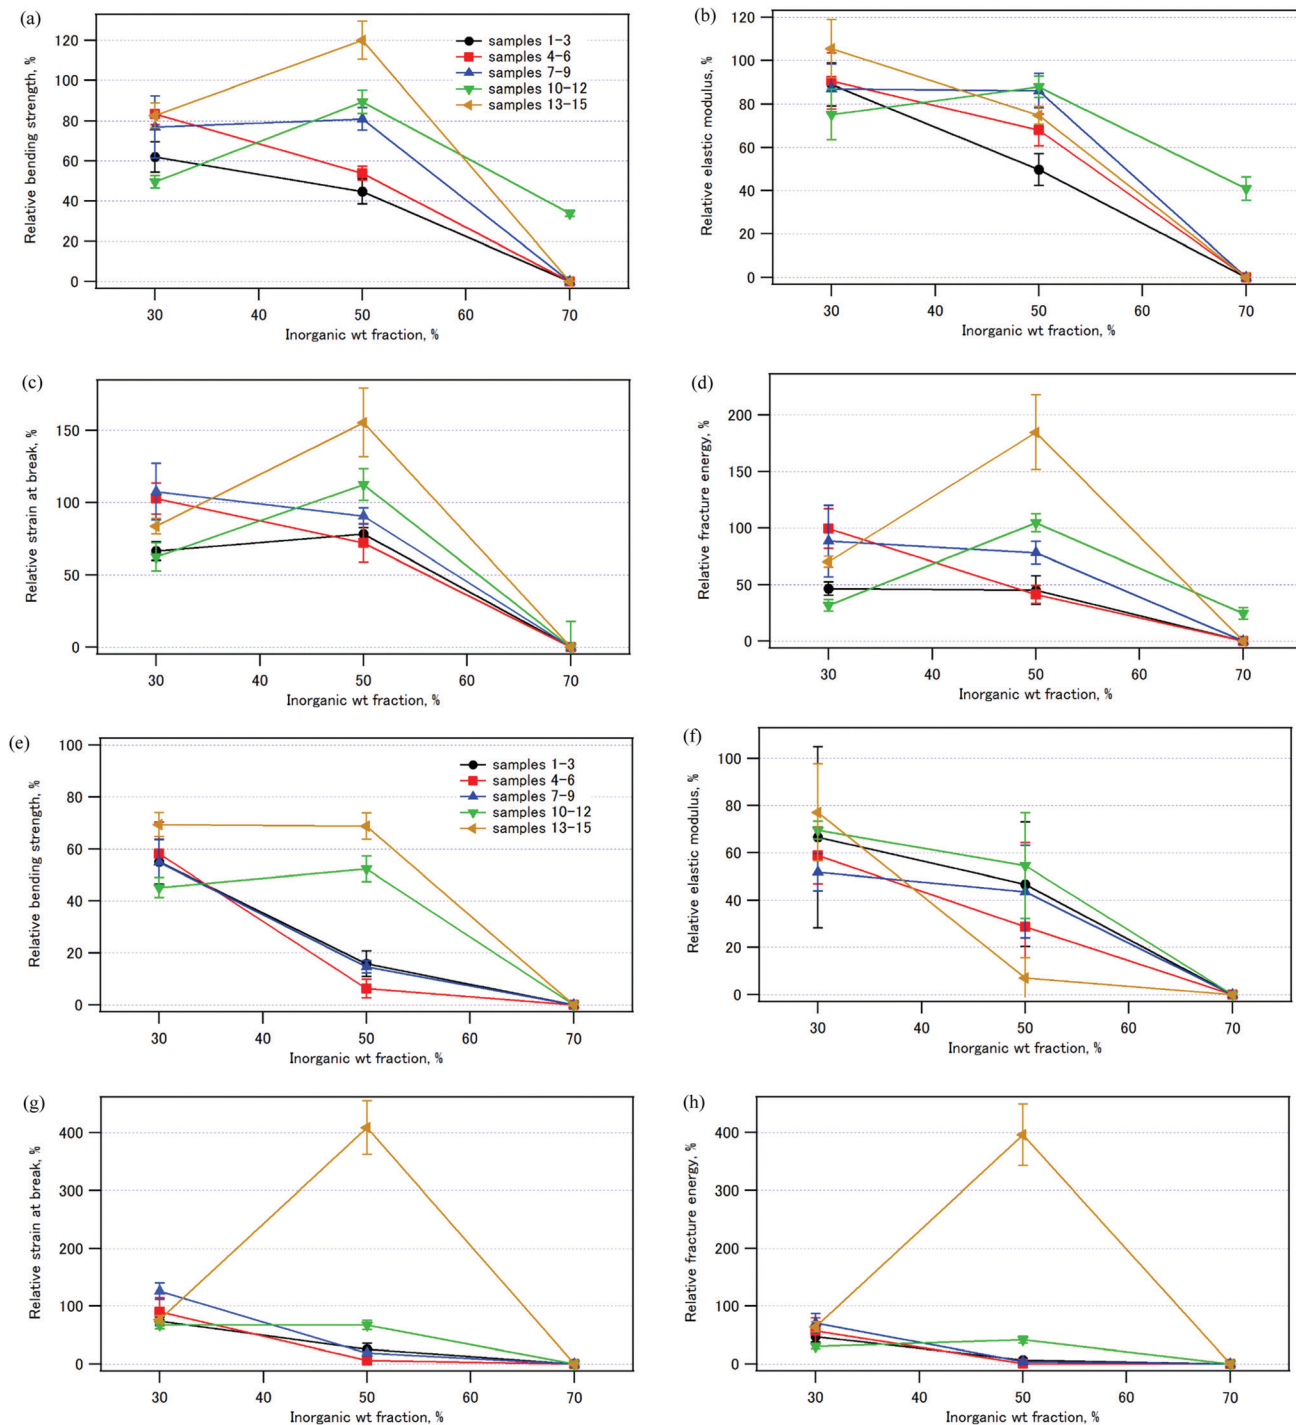 (a)
Relative bending strength, %
120
100
80
60
40
20
0
samples 1-3
samples 4-6
samples 7-9
samples 10-12
samples 13-15
30
40
50
60
70
Inorganic wt fraction, %
(b)
Relative elastic modulus, %
120
100
80
60
40
20
0
30
40
50
60
70
Inorganic wt fraction, %
(c)
Relative strain at break, %
150
100
50
0
30
40
50
60
70
Inorganic wt fraction, %
(d)
Relative fracture energy, %
200
150
100
50
0
30
40
50
60
70
Inorganic wt fraction, %
(e)
Relative bending strength, %
100
80
60
40
20
0
samples 1-3
samples 4-6
samples 7-9
samples 10-12
samples 13-15
30
40
50
60
70
Inorganic wt fraction, %
(f)
Relative elastic modulus, %
100
80
60
40
20
0
30
40
50
60
70
Inorganic wt fraction, %
(g)
Relative strain at break, %
400
300
200
100
0
30
40
50
60
70
Inorganic wt fraction, %
(h)
Relative fracture energy, %
400
300
200
100
0
30
40
50
60
70
Inorganic wt fraction, %